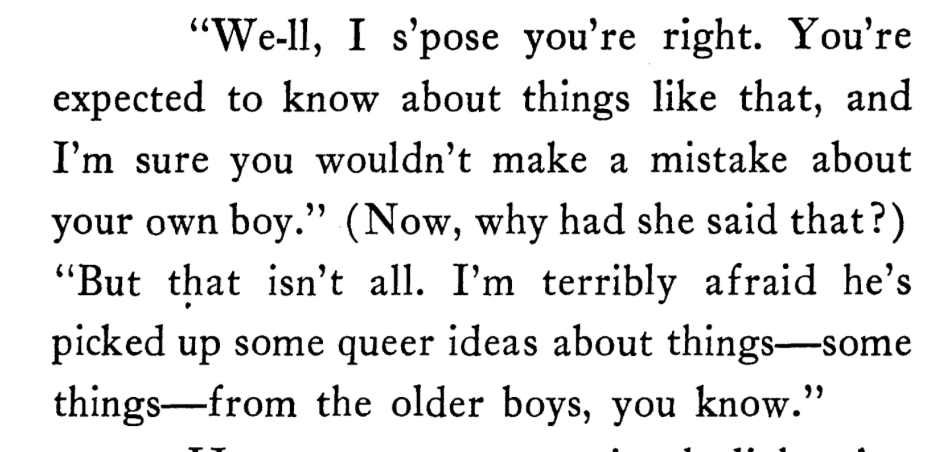 “We-ll, I s’pose you’re right. You’re
expected to know about things like that, and
I’m sure you wouldn’t make a mistake about
your own boy.” (Now, why had she said that?)
“But that isn’t all. I’m terribly afraid he’s
picked up some queer ideas about things—some
things—from the older boys, you know.”